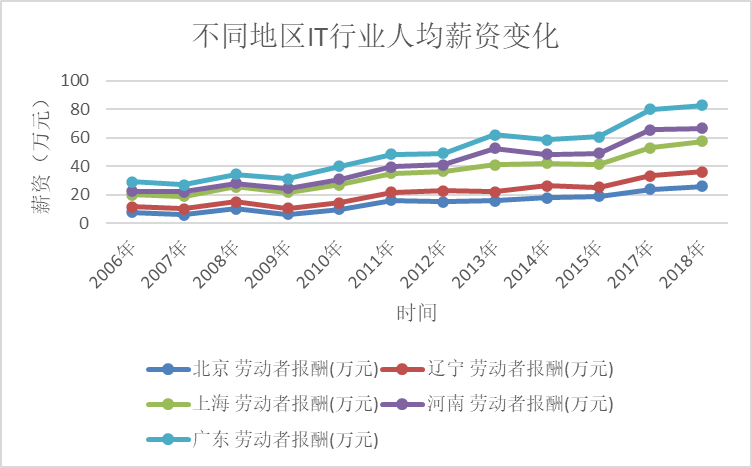 不同地区IT行业人均薪资变化
薪资（万元）
100
80
60
40
20
0
2006年
2007年
2008年
2009年
2010年
2011年
2012年
2013年
2014年
2015年
2017年
2018年
时间
北京 劳动者报酬(万元) 辽宁 劳动者报酬(万元)
上海 劳动者报酬(万元) 河南 劳动者报酬(万元)
广东 劳动者报酬(万元)